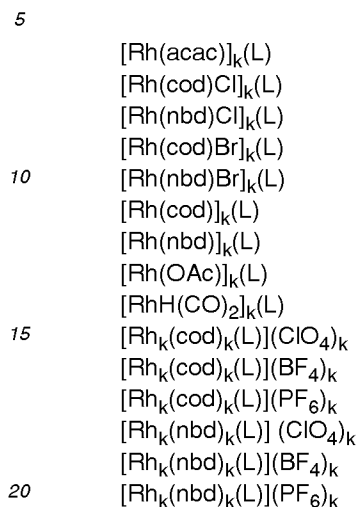 5
[Rh(acac)]k(L)
[Rh(cod)Cl]k(L)
[Rh(nbd)Cl]k(L)
[Rh(cod)Br]k(L)
10 [Rh(nbd)Br]k(L)
[Rh(cod)]k(L)
[Rh(nbd)]k(L)
[Rh(OAc)]k(L)
[RhH(CO)2]k(L)
15 [Rhk(cod)k(L)](ClO4)k
[Rhk(cod)k(L)](BF4)k
[Rhk(cod)k(L)](PF6)k
[Rhk(nbd)k(L)] (ClO4)k
[Rhk(nbd)k(L)](BF4)k
20 [Rhk(nbd)k(L)](PF6)k